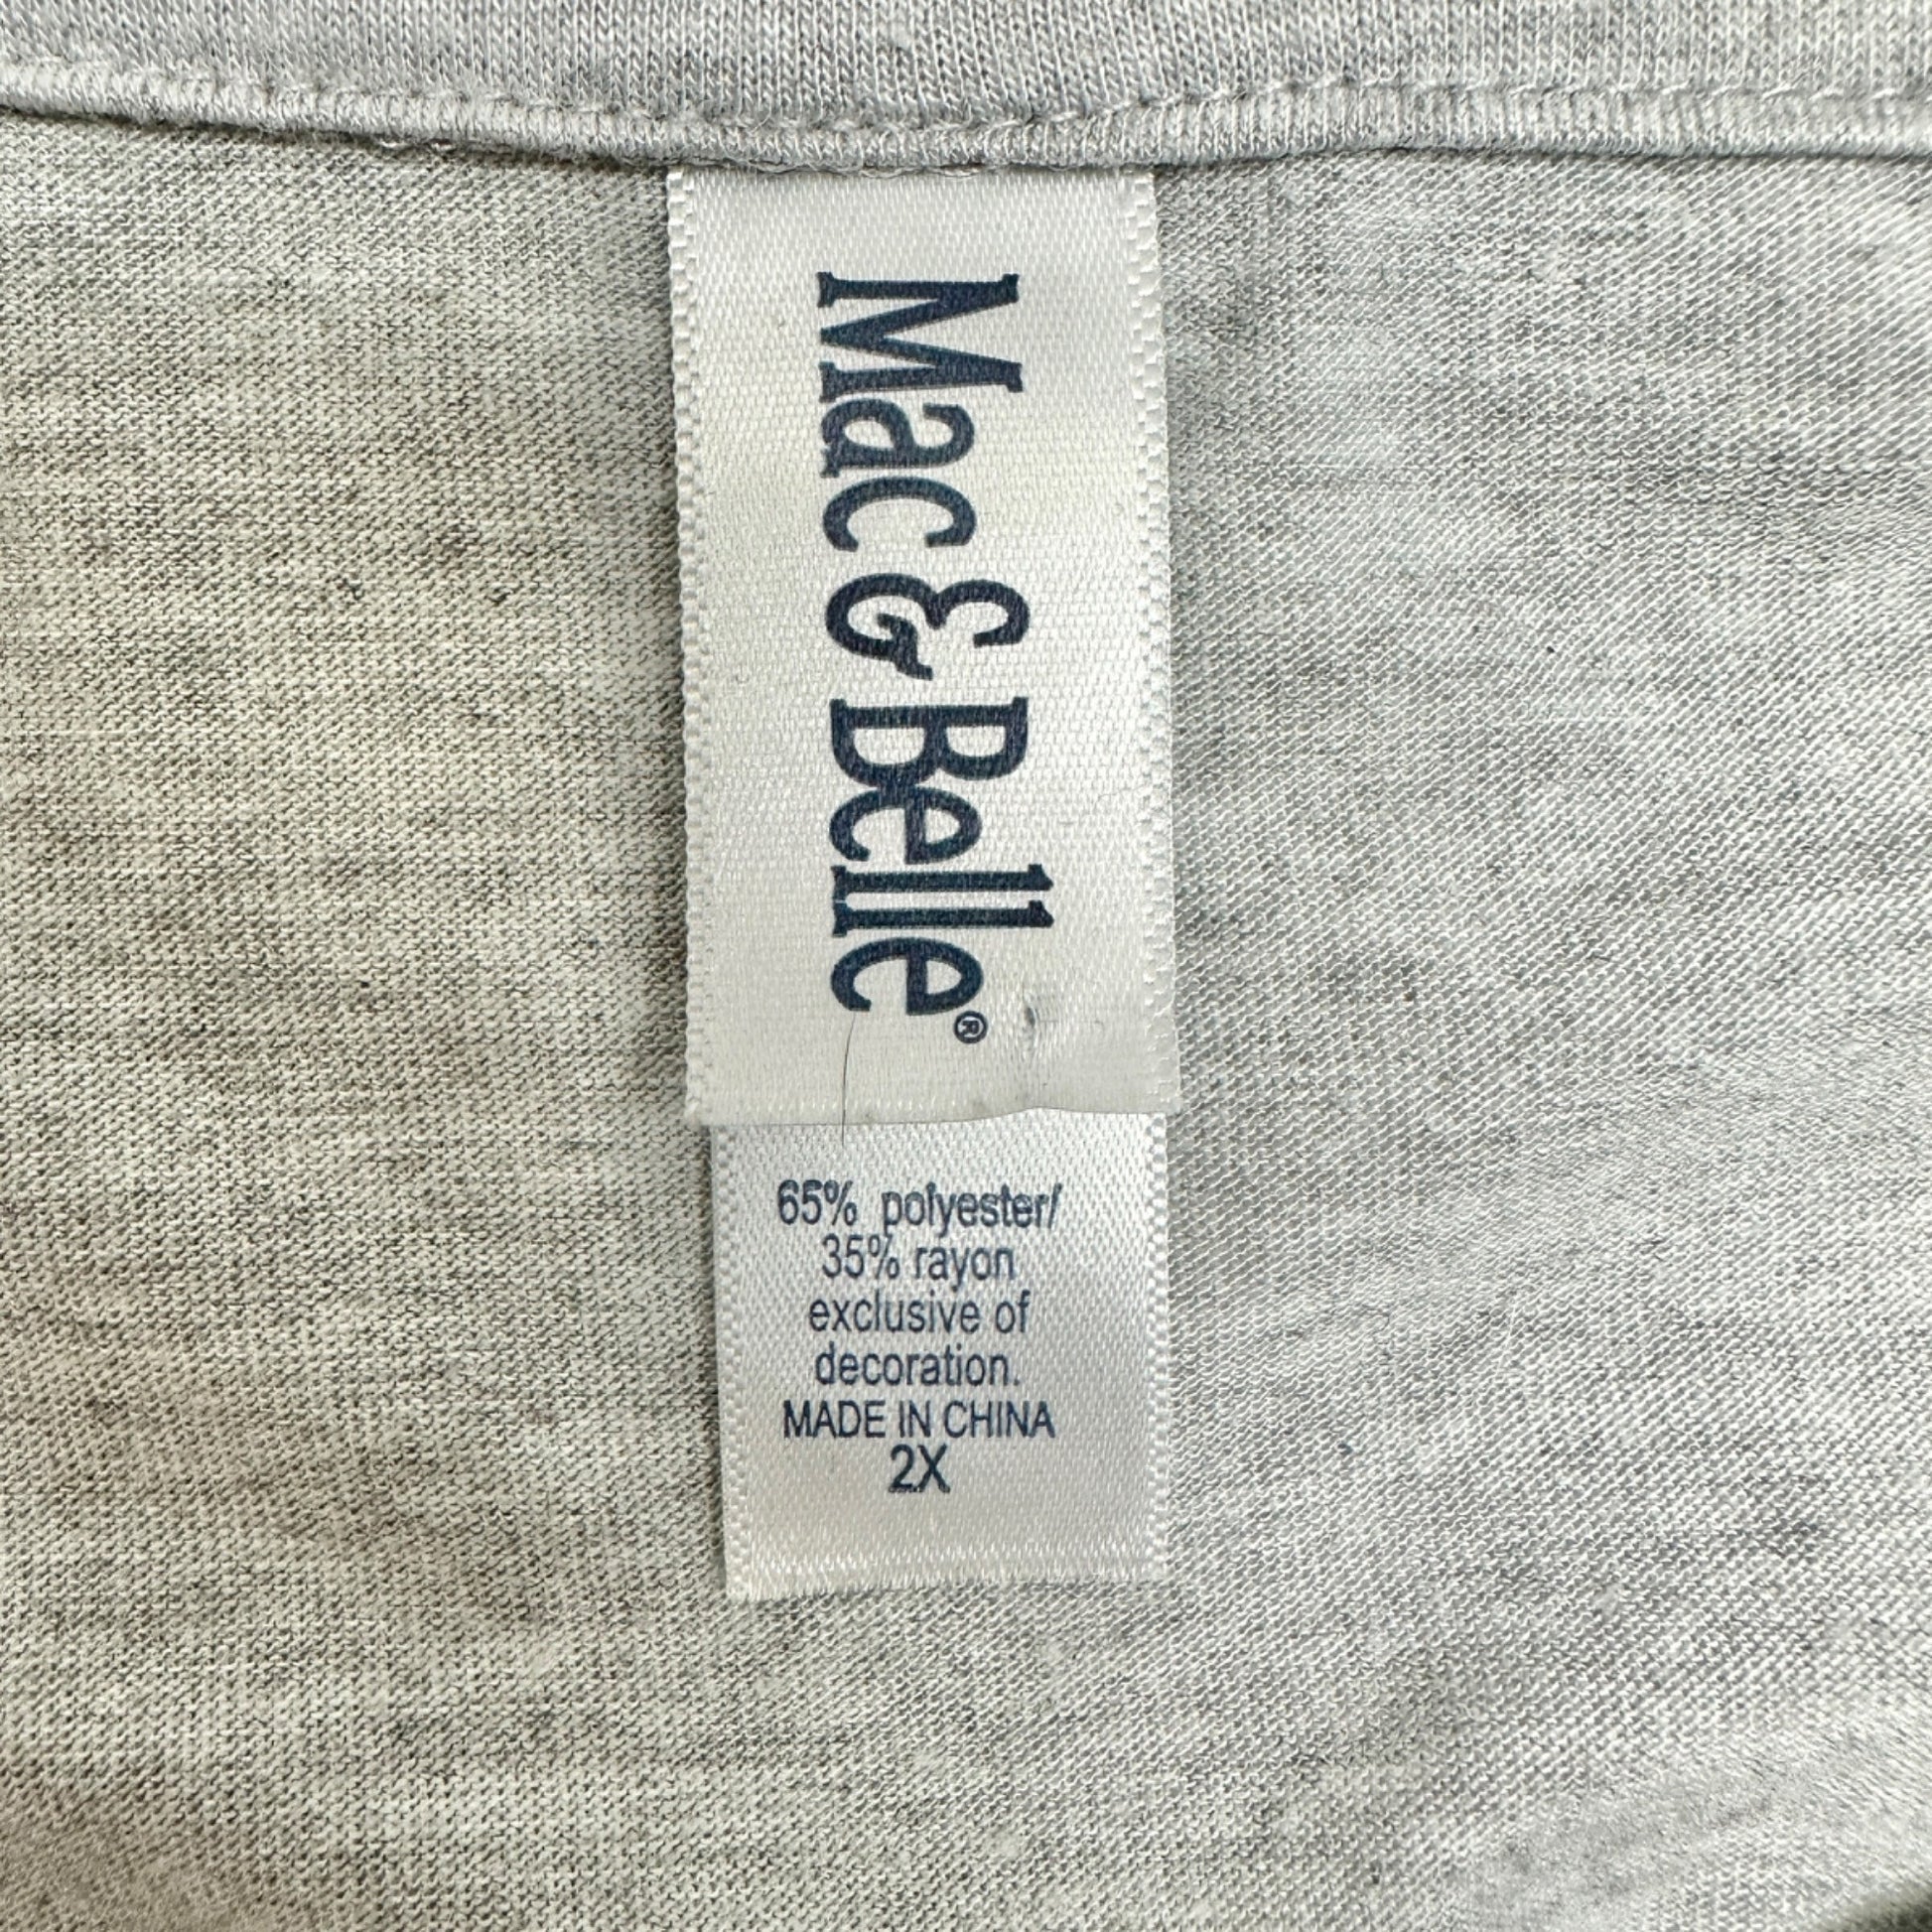 Mac & Belle®
65% polyester/
35% rayon
exclusive of
decoration.
MADE IN CHINA
2X